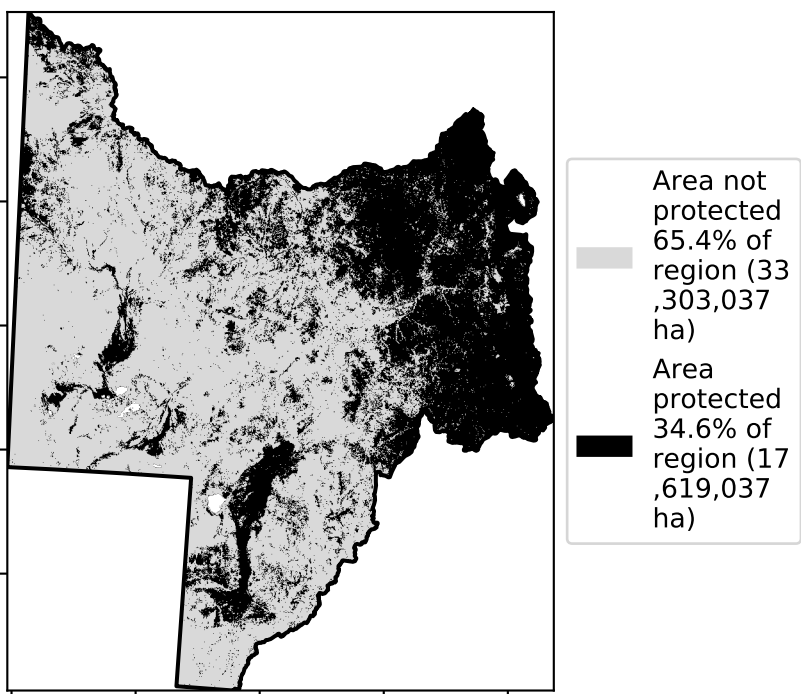 Area not
protected
65.4% of
region (33
,303,037
ha)
Area
protected
34.6% of
region (17
,619,037
ha)